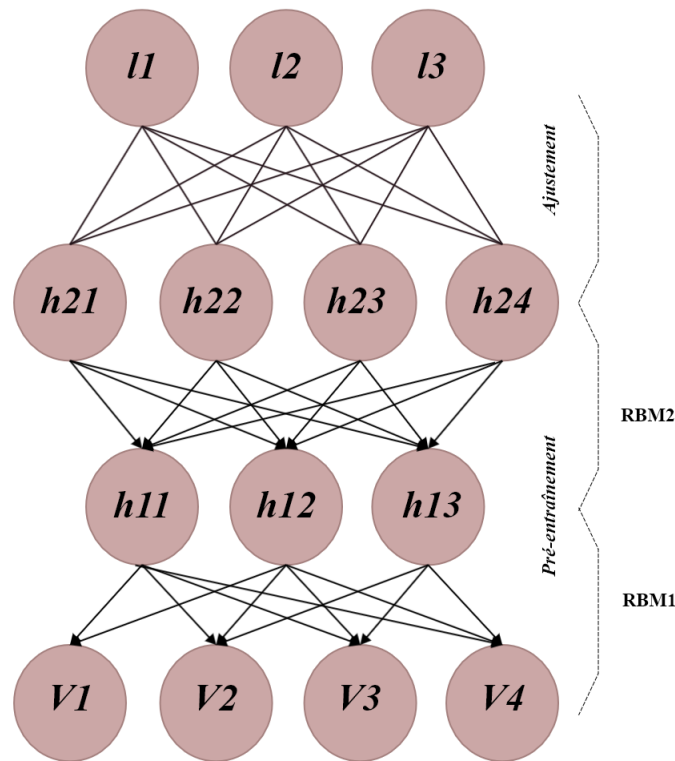 l1 l2 l3
Ajustement
h21 h22 h23 h24
RBM2
h11 h12 h13
Pré-entraînement
RBM1
V1 V2 V3 V4